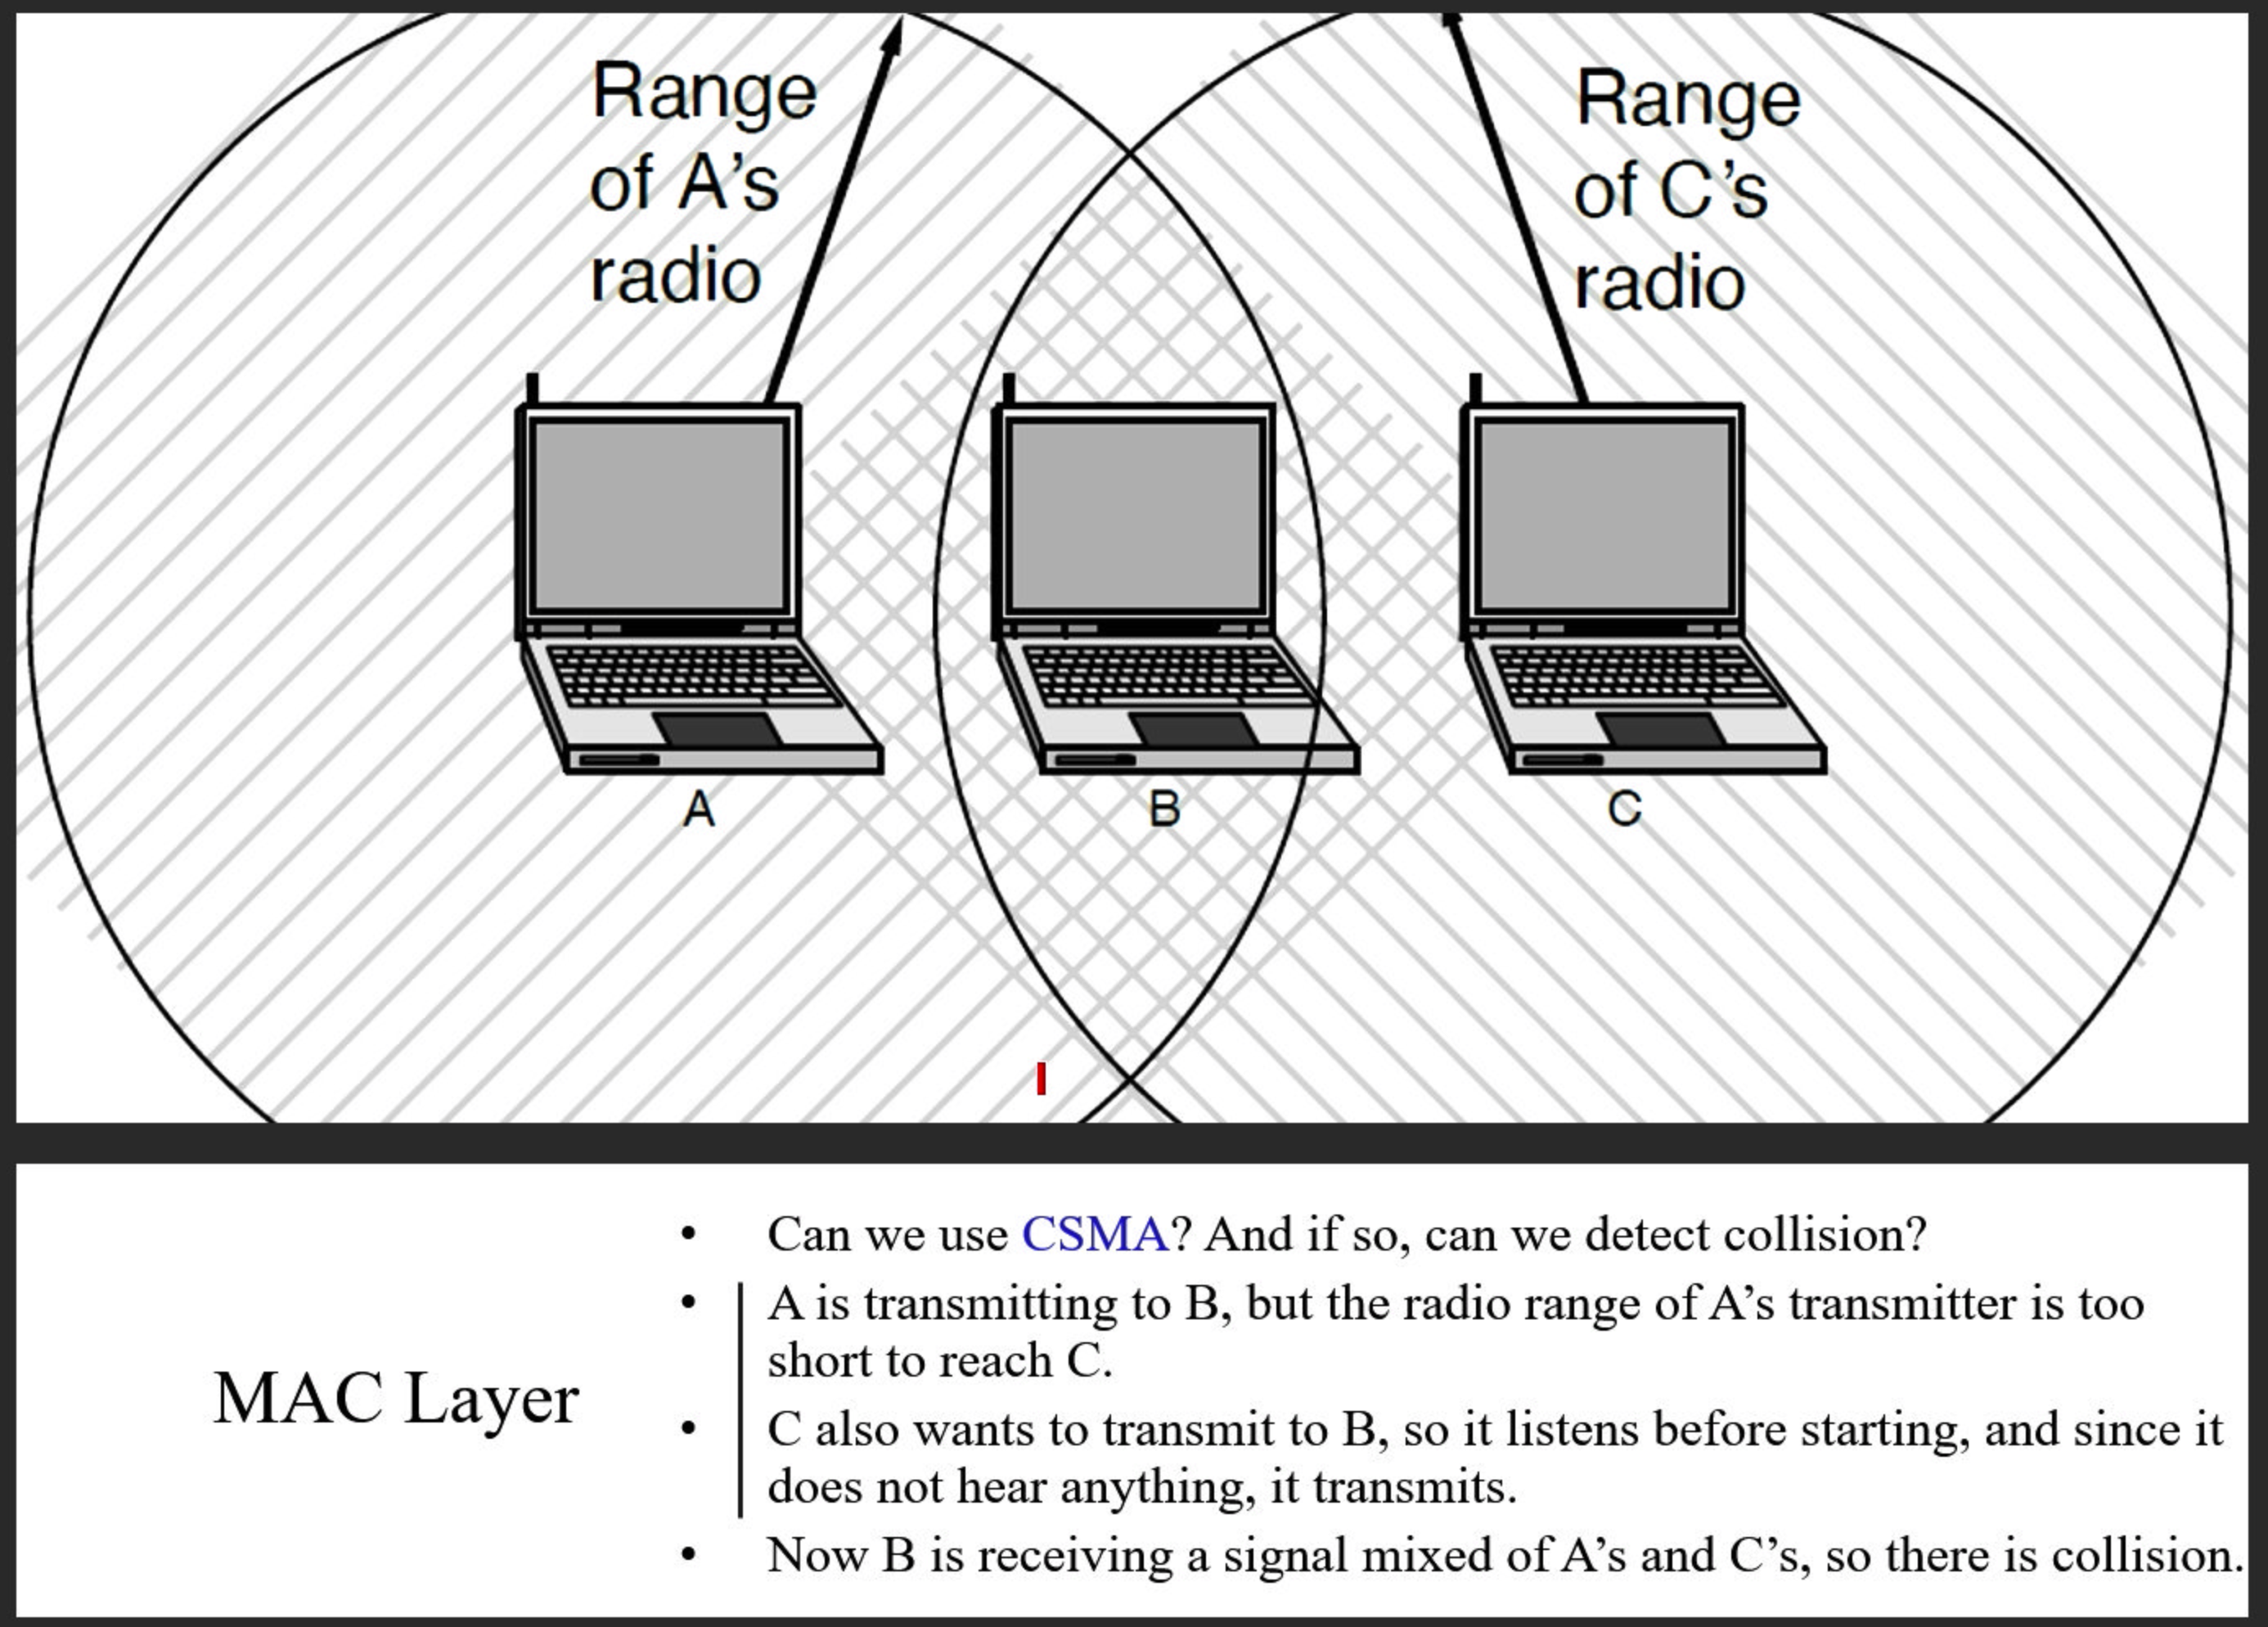 Range
of A’s
radio
Range
of C’s
radio
A
B
C
MAC Layer
• Can we use CSMA? And if so, can we detect collision?
• A is transmitting to B, but the radio range of A’s transmitter is too
short to reach C.
• C also wants to transmit to B, so it listens before starting, and since it
does not hear anything, it transmits.
• Now B is receiving a signal mixed of A’s and C’s, so there is collision.